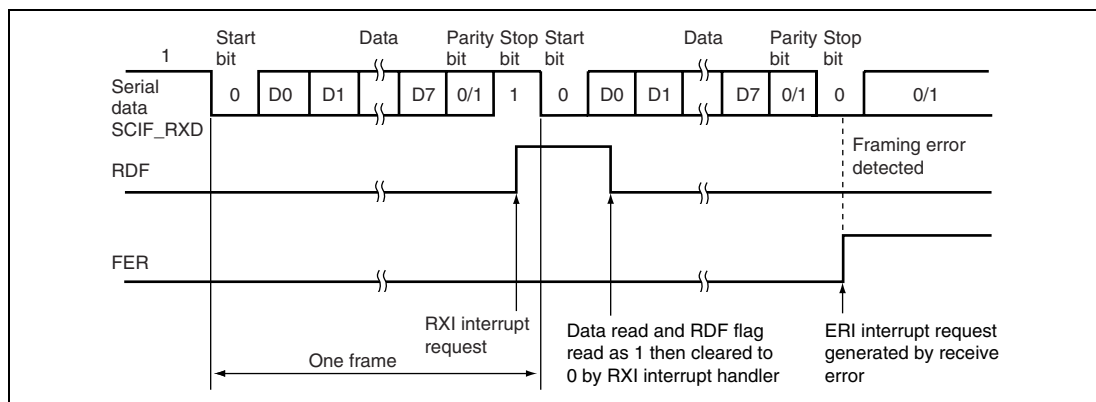 Start bit
Data
Parity bit
Stop bit
Start bit
Data
Parity bit
Stop bit
1
Serial data SCIF_RXD
0
D0
D1
D7
0/1
1
0
D0
D1
D7
0/1
0
0/1
Framing error
detected
RDF
FER
RXI interrupt
request
Data read and RDF flag
read as 1 then cleared to
0 by RXI interrupt handler
ERI interrupt request
generated by receive
error
One frame